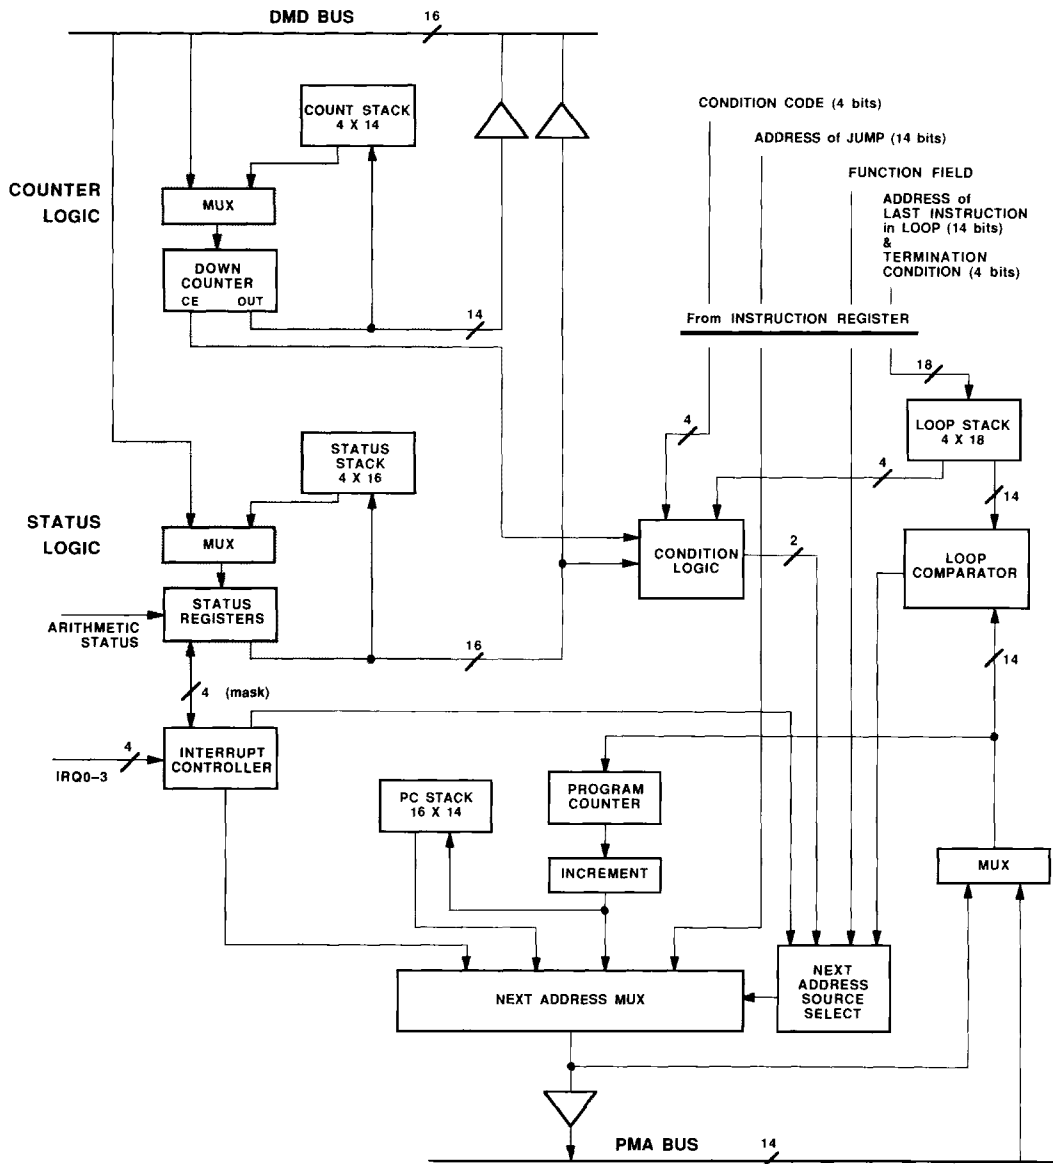 DMD BUS 16
COUNT STACK
4 X 14
CONDITION CODE (4 bits)
ADDRESS of JUMP (14 bits)
FUNCTION FIELD
ADDRESS of
LAST INSTRUCTION
in LOOP (14 bits)
&
TERMINATION
CONDITION (4 bits)
COUNTER
LOGIC
MUX
DOWN
COUNTER
CE OUT
14
From INSTRUCTION REGISTER
18
LOOP STACK
4 X 18
4
4
14
STATUS
STACK
4 X 16
STATUS
LOGIC
MUX
CONDITION
LOGIC
2
LOOP
COMPARATOR
STATUS
REGISTERS
ARITHMETIC
STATUS
16
14
4 (mask)
4
IRQ0-3
INTERRUPT
CONTROLLER
PC STACK
16 X 14
PROGRAM
COUNTER
INCREMENT
MUX
NEXT ADDRESS MUX
NEXT
ADDRESS
SOURCE
SELECT
PMA BUS 14